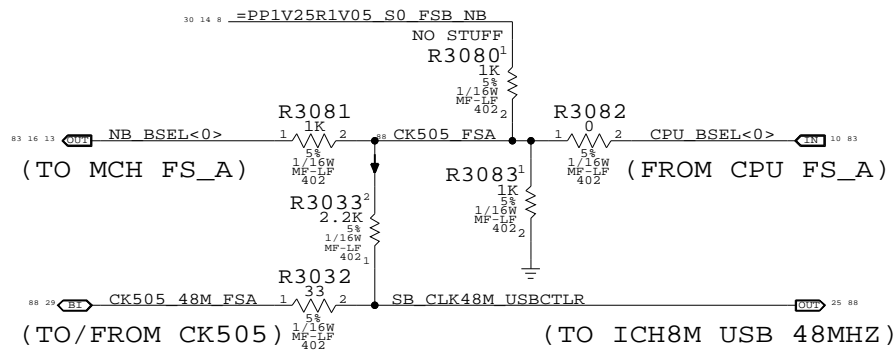 30 14 8 =PP1V25R1V05_S0_FSB_NB
NO STUFF
R3080 1
1K
5%
1/16W
MF-LF
402 2
R3081
1K
1 2
5%
1/16W
MF-LF
402
83 16 13 OUT NB_BSEL<0>
(TO MCH FS_A)
88 CK505_FSA
R3082
0
1 2
5%
1/16W
MF-LF
402
CPU_BSEL<0> IN 10 83
(FROM CPU FS_A)
R3083 1
1K
5%
1/16W
MF-LF
402 2
R3033 2
2.2K
5%
1/16W
MF-LF
402 1
R3032
33
1 2
5%
1/16W
MF-LF
402
88 29 BI CK505_48M_FSA
(TO/FROM CK505)
SB_CLK48M_USBCTLR OUT 25 88
(TO ICH8M USB 48MHZ)